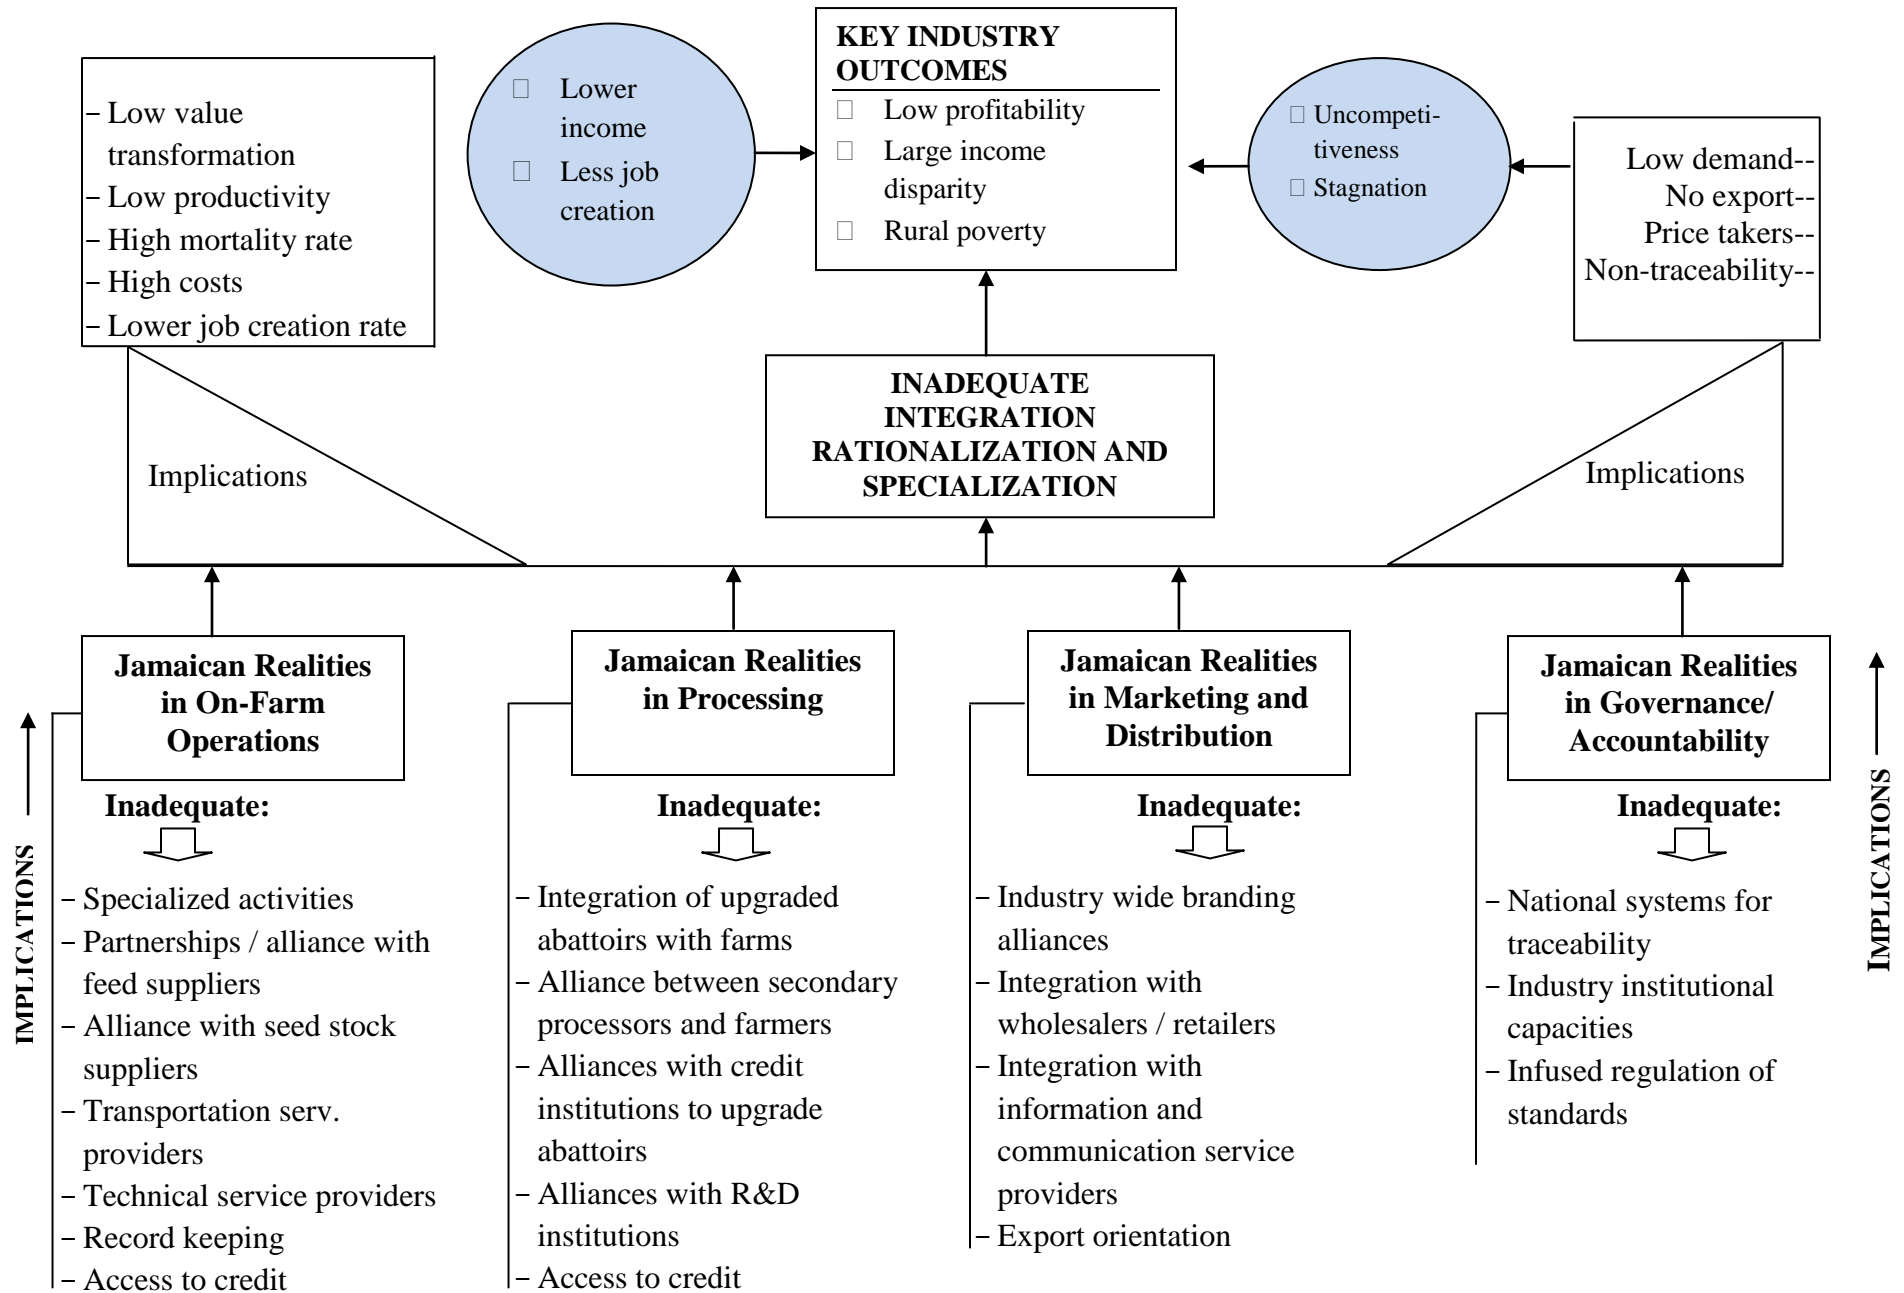 – Low value
transformation
– Low productivity
– High mortality rate
– High costs
– Lower job creation rate
□ Lower
income
□ Less job
creation
KEY INDUSTRY
OUTCOMES
□ Low profitability
□ Large income
disparity
□ Rural poverty
□ Uncompeti-
tiveness
□ Stagnation
Low demand--
No export--
Price takers--
Non-traceability--
Implications
INADEQUATE
INTEGRATION
RATIONALIZATION AND
SPECIALIZATION
Implications
IMPLICATIONS
Jamaican Realities
in On-Farm
Operations
Inadequate:
– Specialized activities
– Partnerships / alliance with
feed suppliers
– Alliance with seed stock
suppliers
– Transportation serv.
providers
– Technical service providers
– Record keeping
– Access to credit
Jamaican Realities
in Processing
Inadequate:
– Integration of upgraded
abattoirs with farms
– Alliance between secondary
processors and farmers
– Alliances with credit
institutions to upgrade
abattoirs
– Alliances with R&D
institutions
– Access to credit
Jamaican Realities
in Marketing and
Distribution
Inadequate:
– Industry wide branding
alliances
– Integration with
wholesalers / retailers
– Integration with
information and
communication service
providers
– Export orientation
Jamaican Realities
in Governance/
Accountability
Inadequate:
– National systems for
traceability
– Industry institutional
capacities
– Infused regulation of
standards
IMPLICATIONS